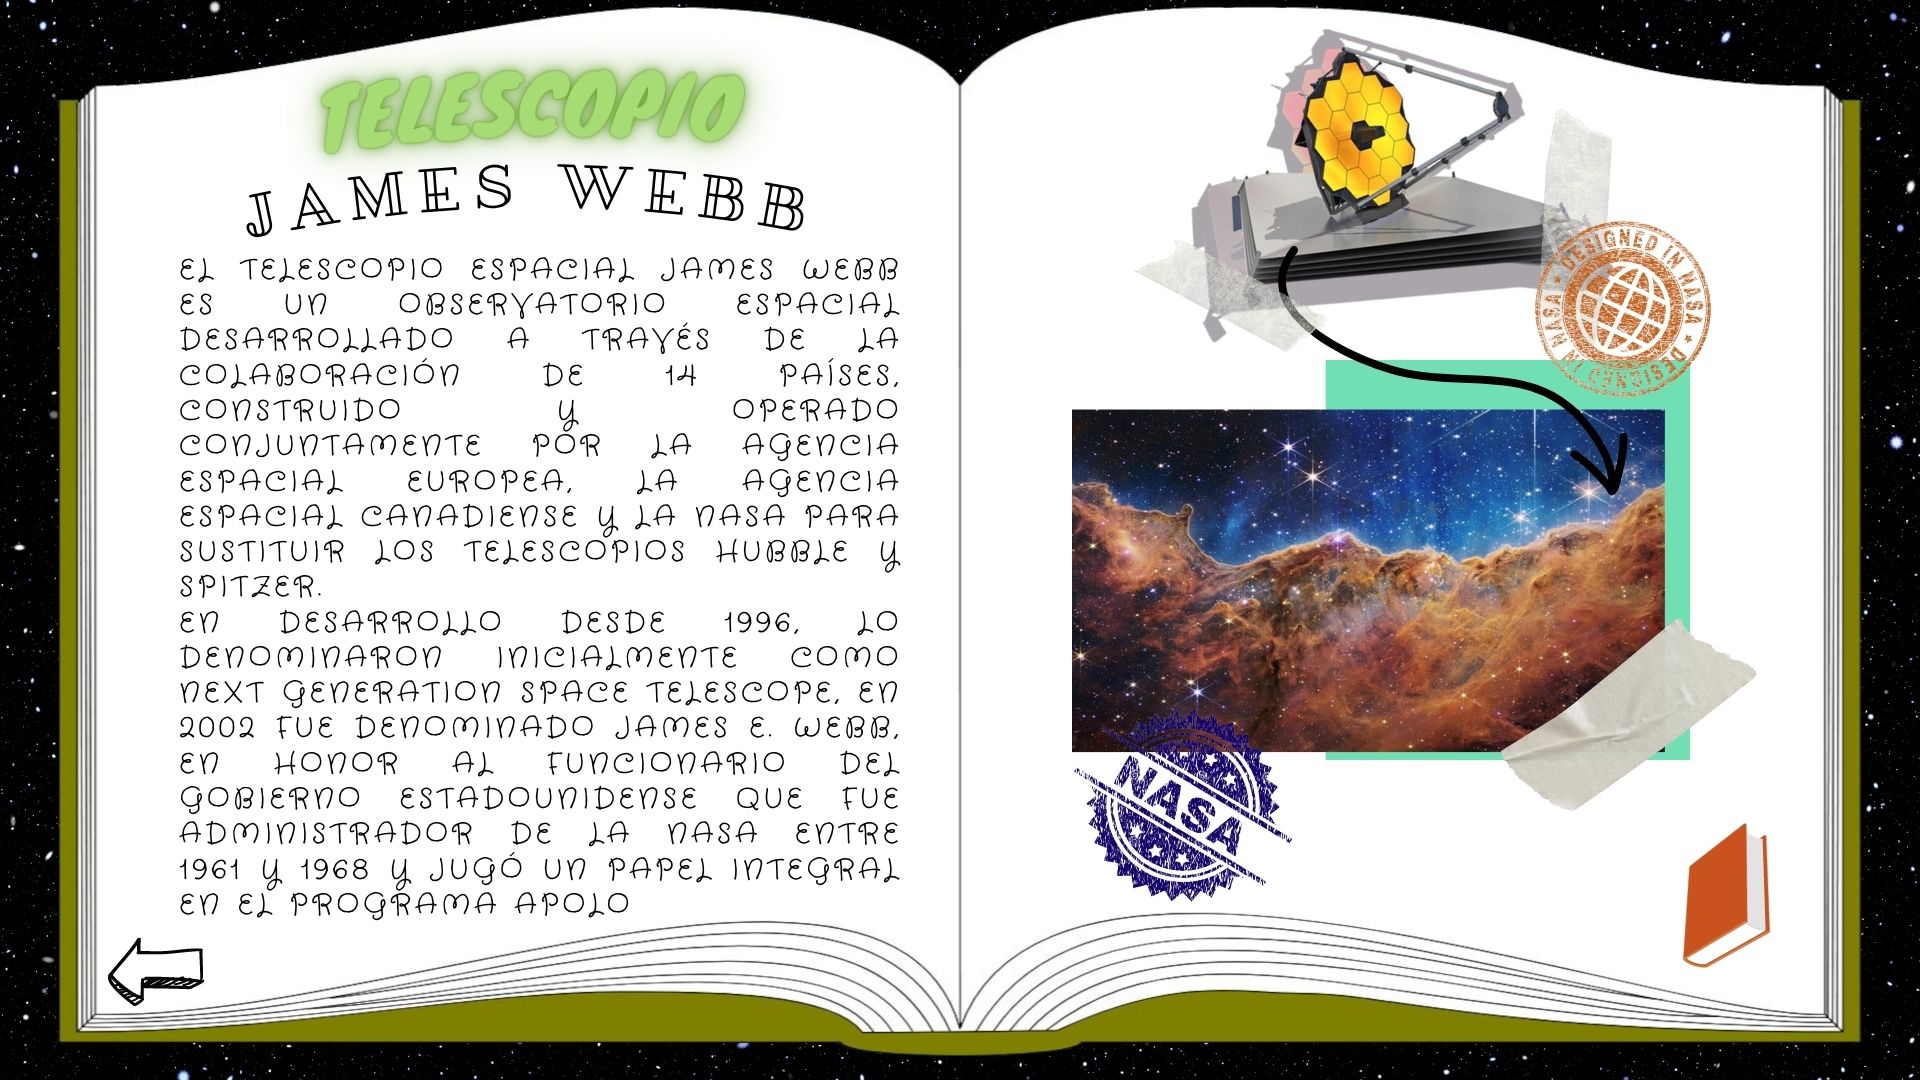 TELESCOPIO
JAMES WEBB
EL TELESCOPIO ESPACIAL JAMES WEBB
ES UN OBSERVATORIO ESPACIAL
DESARROLLADO A TRAVÉS DE LA
COLABORACIÓN DE 14 PAÍSES,
CONSTRUIDO Y OPERADO
CONJUNTAMENTE POR LA AGENCIA
ESPACIAL EUROPEA, LA AGENCIA
ESPACIAL CANADIENSE Y LA NASA PARA
SUSTITUIR LOS TELESCOPIOS HUBBLE Y
SPITZER.
EN DESARROLLO DESDE 1996, LO
DENOMINARON INICIALMENTE COMO
NEXT GENERATION SPACE TELESCOPE, EN
2002 FUE DENOMINADO JAMES E. WEBB,
EN HONOR AL FUNCIONARIO DEL
GOBIERNO ESTADOUNIDENSE QUE FUE
ADMINISTRADOR DE LA NASA ENTRE
1961 Y 1968 Y JUGÓ UN PAPEL INTEGRAL
EN EL PROGRAMA APOLO
DESIGNED IN NASA * DESIGNED IN NASA *
NASA